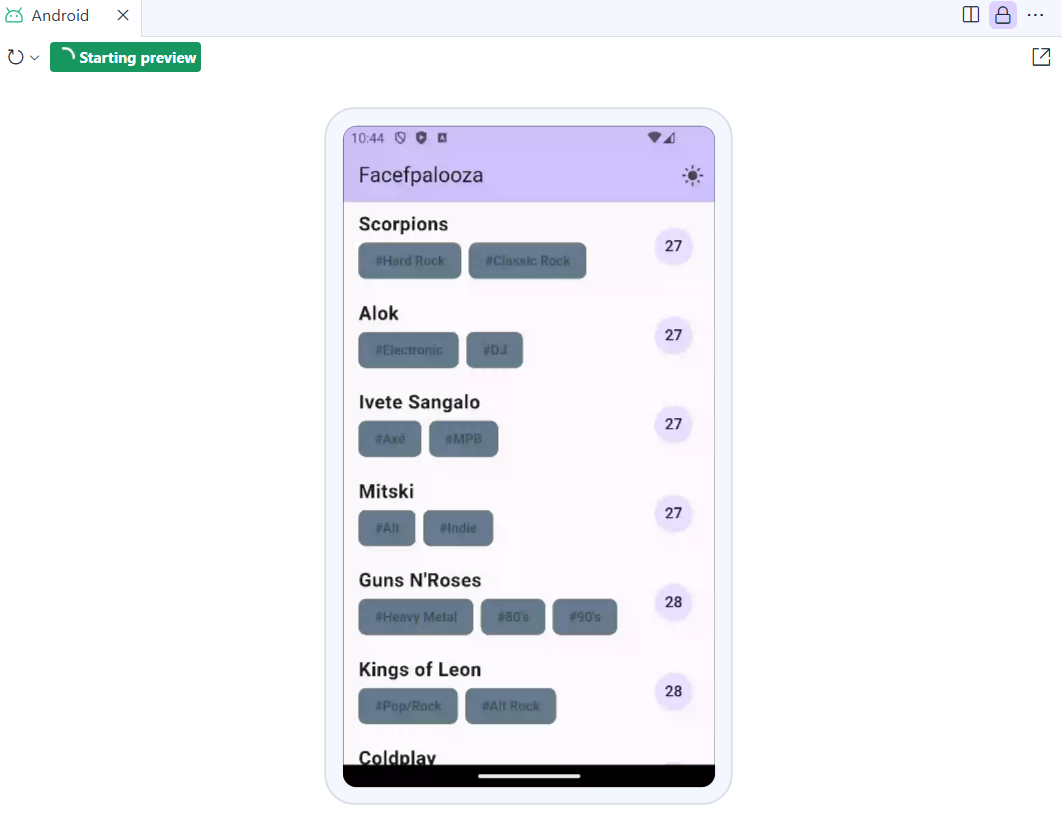 Android
Starting preview
10:44
Facefpalooza
Scorpions
#Hard Rock #Classic Rock
27
Alok
#Electronic #DJ
27
Ivete Sangalo
#Axé #MPB
27
Mitski
#Alt #Indie
27
Guns N'Roses
#Heavy Metal #80's #90's
28
Kings of Leon
#Pop/Rock #Alt Rock
28
Coldplay